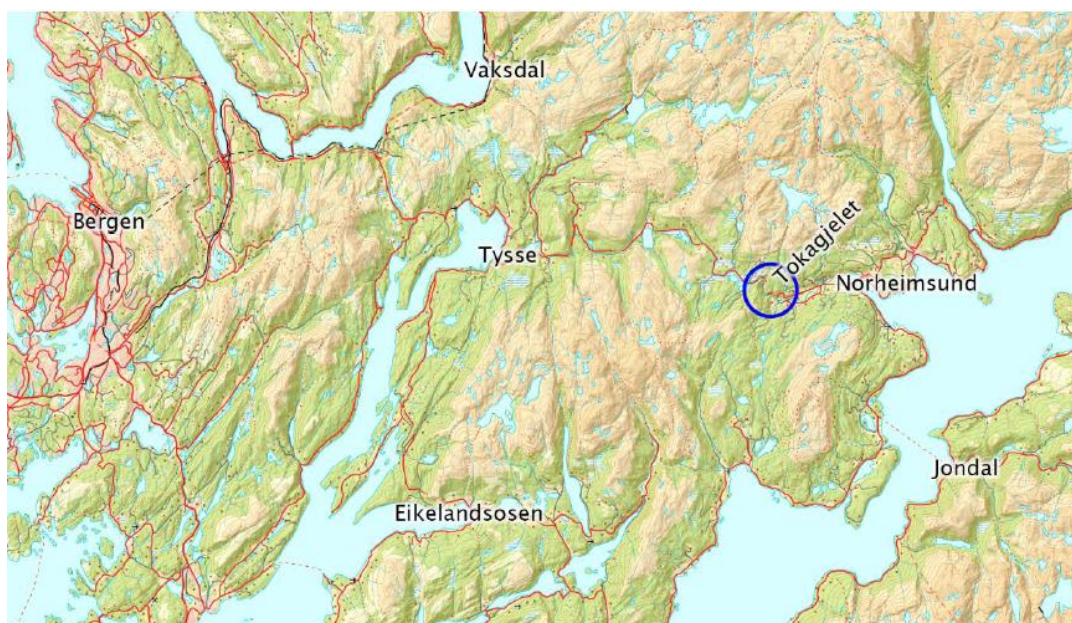 Vaksdal
Bergen
Tokagjelet
Tysse
Norheimsund
Jondal
Eikelandsosen